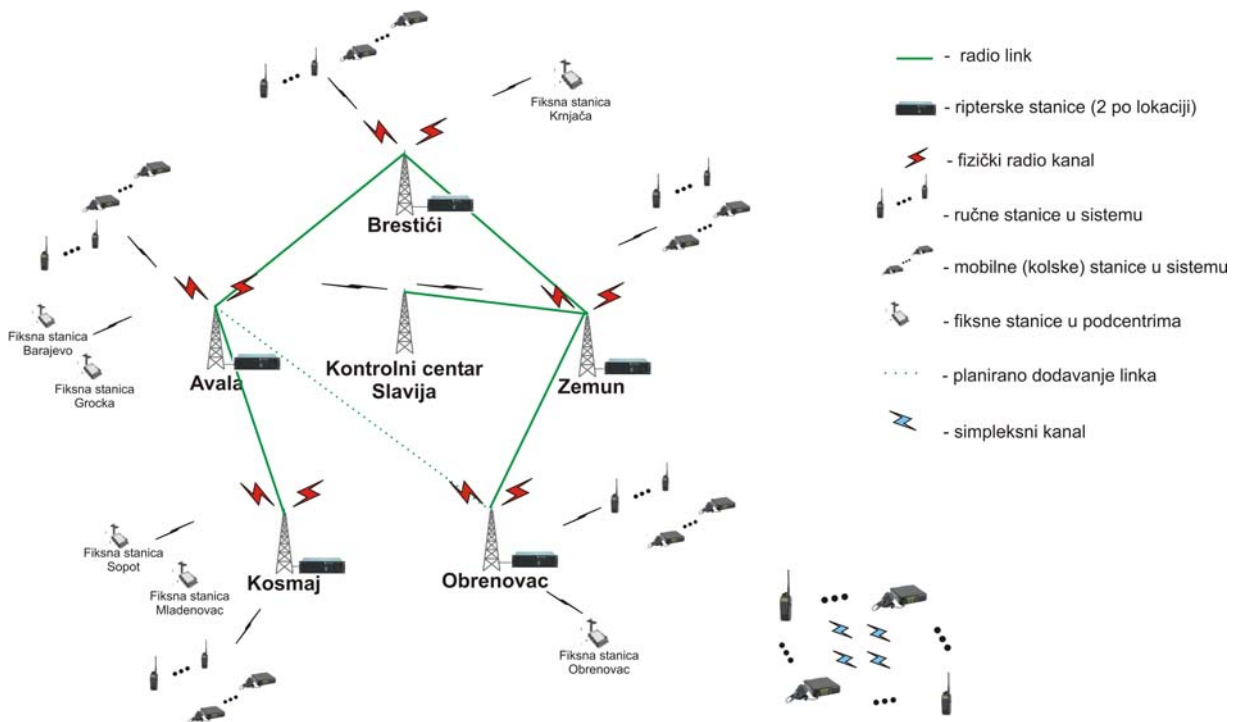 Fiksna stanica
Krnjača
Brestići
Fiksna stanica
Barajevo
Fiksna stanica
Grocka
Avala
Kontrolni centar
Slavija
Zemun
Fiksna stanica
Sopot
Fiksna stanica
Mladenovac
Kosmaj
Obrenovac
Fiksna stanica
Obrenovac
- radio link
- ripterske stanice (2 po lokaciji)
- fizički radio kanal
- ručne stanice u sistemu
- mobilne (kolske) stanice u sistemu
- fiksne stanice u podcentrima
- planirano dodavanje linka
- simpleksni kanal